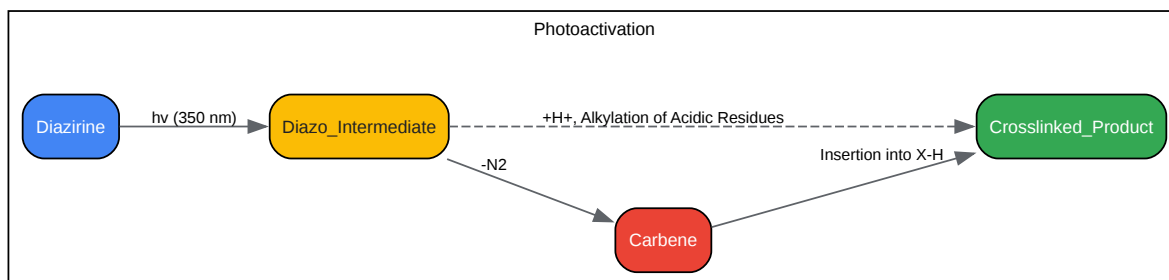 Photoactivation
Diazirine
hv (350 nm)
Diazo_Intermediate
+H+, Alkylation of Acidic Residues
Crosslinked_Product
-N2
Insertion into X-H
Carbene